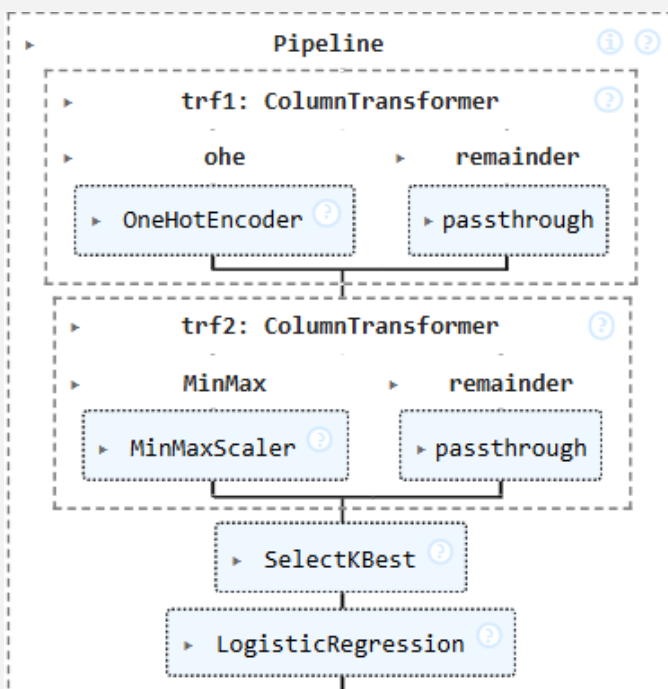 Pipeline
trf1: ColumnTransformer
ohe
remainder
OneHotEncoder
passthrough
trf2: ColumnTransformer
MinMax
remainder
MinMaxScaler
passthrough
SelectKBest
LogisticRegression